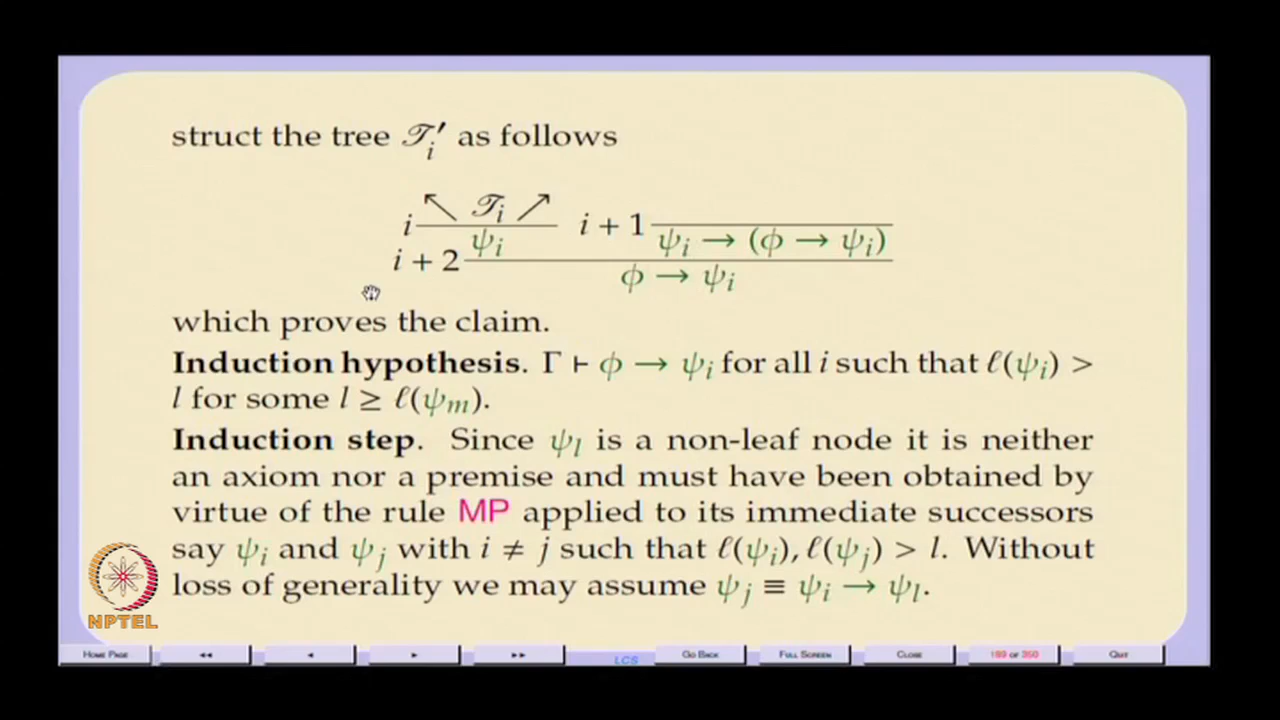 struct the tree 𝒯ᵢ′ as follows
i ↖ 𝒯ᵢ ↗ i + 1
ψᵢ ψᵢ → (ϕ → ψᵢ)
i + 2
ϕ → ψᵢ
which proves the claim.
Induction hypothesis. Γ ⊢ ϕ → ψᵢ for all i such that ℓ(ψᵢ) >
l for some l ≥ ℓ(ψₘ).
Induction step. Since ψₗ is a non-leaf node it is neither
an axiom nor a premise and must have been obtained by
virtue of the rule MP applied to its immediate successors
say ψᵢ and ψⱼ with i ≠ j such that ℓ(ψᵢ), ℓ(ψⱼ) > l. Without
loss of generality we may assume ψⱼ ≡ ψᵢ → ψₗ.
NPTEL
HOME PAGE ◂◂ ◂ ▸ ▸▸ LCS GO BACK FULL SCREEN CLOSE 189 OF 350 QUIT